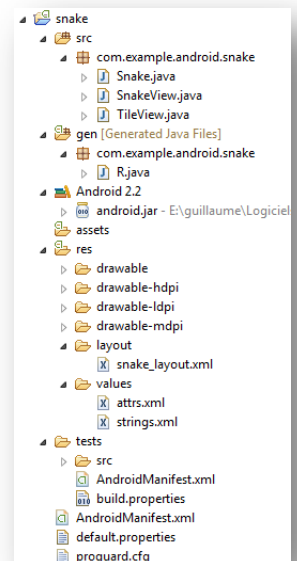 snake
src
com.example.android.snake
Snake.java
SnakeView.java
TileView.java
gen [Generated Java Files]
com.example.android.snake
R.java
Android 2.2
android.jar - E:\guillaume\Logiciel
assets
res
drawable
drawable-hdpi
drawable-ldpi
drawable-mdpi
layout
snake_layout.xml
values
attrs.xml
strings.xml
tests
src
AndroidManifest.xml
build.properties
AndroidManifest.xml
default.properties
proguard.cfg